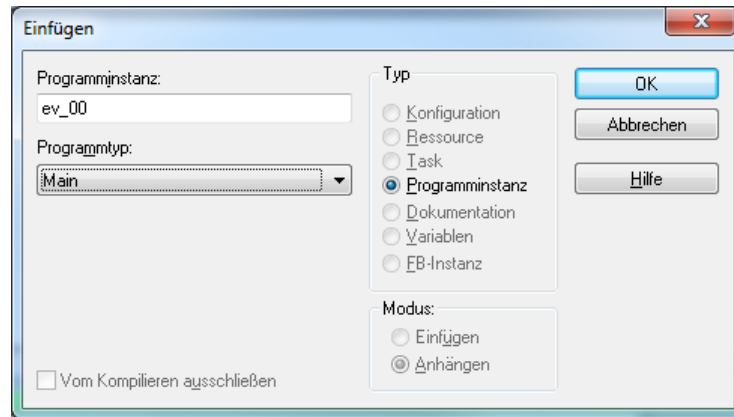 Einfügen
Programminstanz:
ev_00
Programmtyp:
Main
Vom Kompilieren ausschließen
Typ
Konfiguration
Ressource
Task
Programminstanz
Dokumentation
Variablen
FB-Instanz
Modus:
Einfügen
Anhängen
OK
Abbrechen
Hilfe